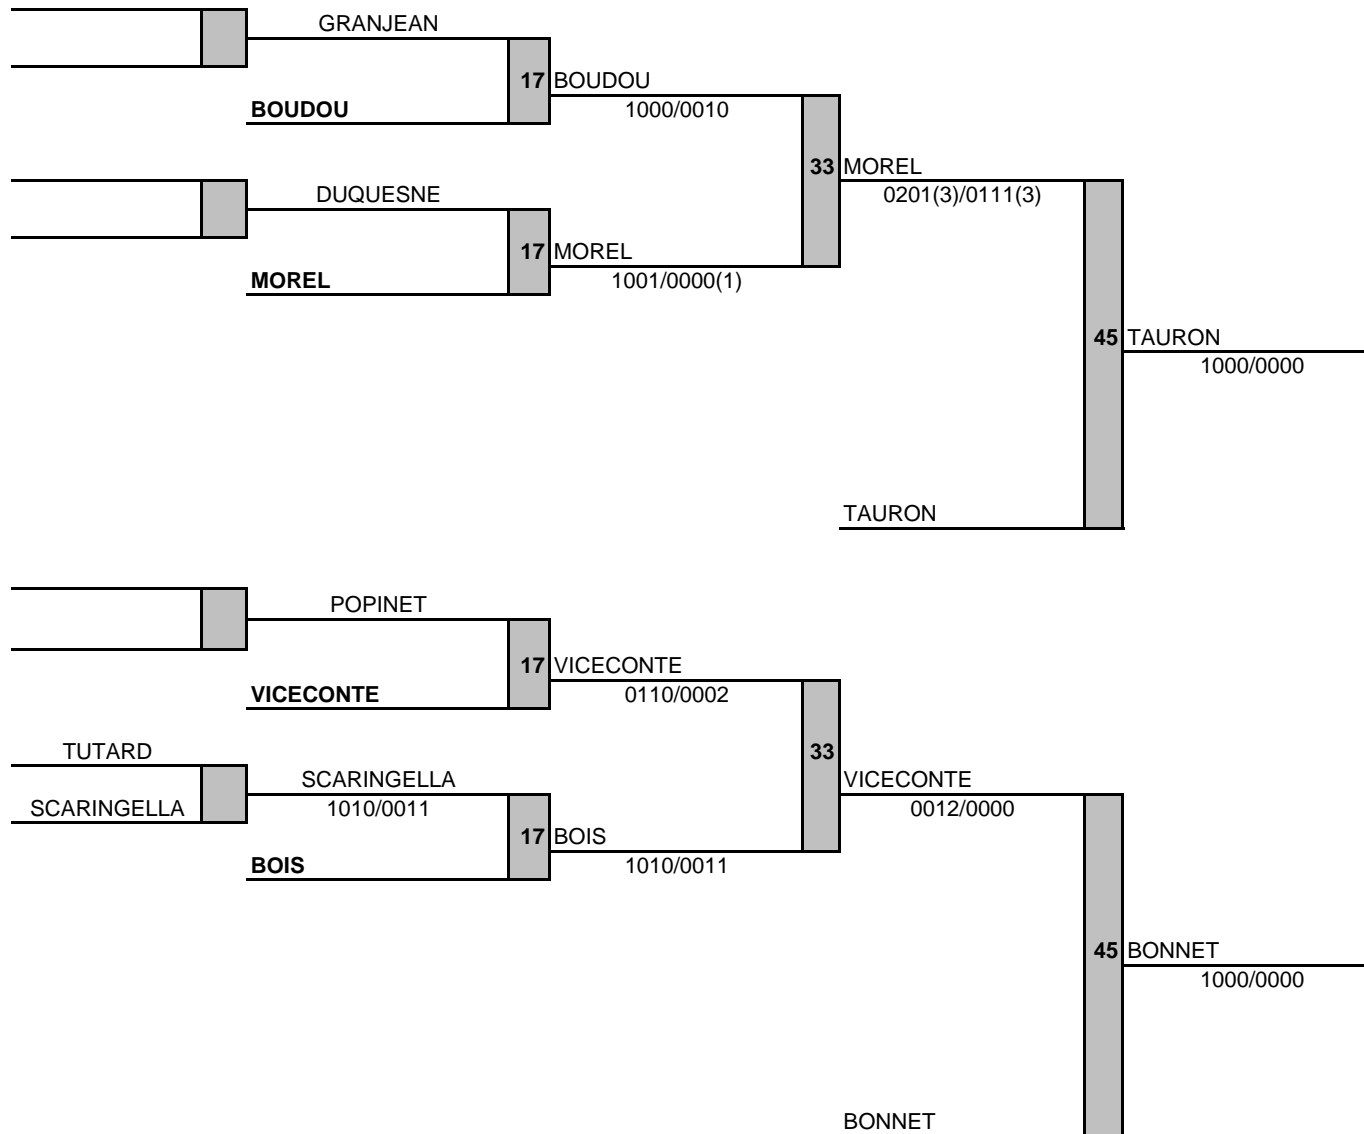 GRANJEAN
17 BOUDOU
BOUDOU
1000/0010
33 MOREL
DUQUESNE
0201(3)/0111(3)
17 MOREL
MOREL
1001/0000(1)
45 TAURON
1000/0000
TAURON
POPINET
17 VICECONTE
VICECONTE
0110/0002
TUTARD
33
SCARINGELLA
VICECONTE
SCARINGELLA
1010/0011
0012/0000
17 BOIS
BOIS
1010/0011
45 BONNET
1000/0000
BONNET